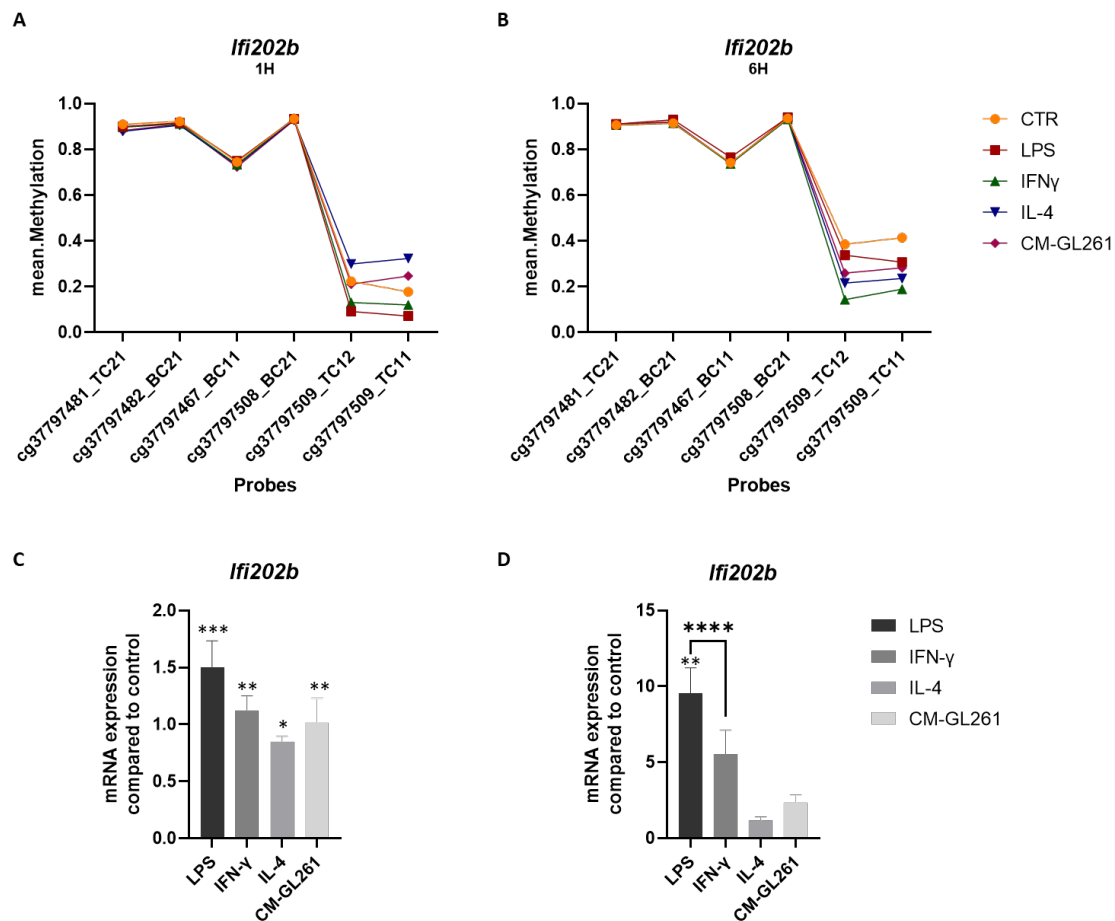 A
Ifi202b
1H
mean.Methylation
1.0
0.8
0.6
0.4
0.2
0.0
cg37797481_TC21
cg37797482_BC21
cg37797467_BC11
cg37797508_BC21
cg37797509_TC12
cg37797509_TC11
Probes
B
Ifi202b
6H
mean.Methylation
1.0
0.8
0.6
0.4
0.2
0.0
cg37797481_TC21
cg37797482_BC21
cg37797467_BC11
cg37797508_BC21
cg37797509_TC12
cg37797509_TC11
Probes
CTR
LPS
IFNγ
IL-4
CM-GL261
C
Ifi202b
mRNA expression
compared to control
2.0
1.5
1.0
0.5
0.0
***
**
*
**
LPS
IFN-γ
IL-4
CM-GL261
D
Ifi202b
mRNA expression
compared to control
15
10
5
0
****
**
LPS
IFN-γ
IL-4
CM-GL261
LPS
IFN-γ
IL-4
CM-GL261